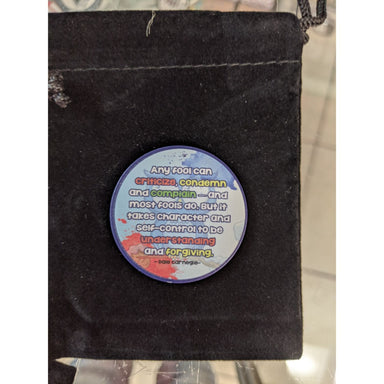 Any fool can
criticize, condemn
and complain — and
most fools do. But it
takes character and
self-control to be
understanding
and forgiving.
- Dale Carnegie -